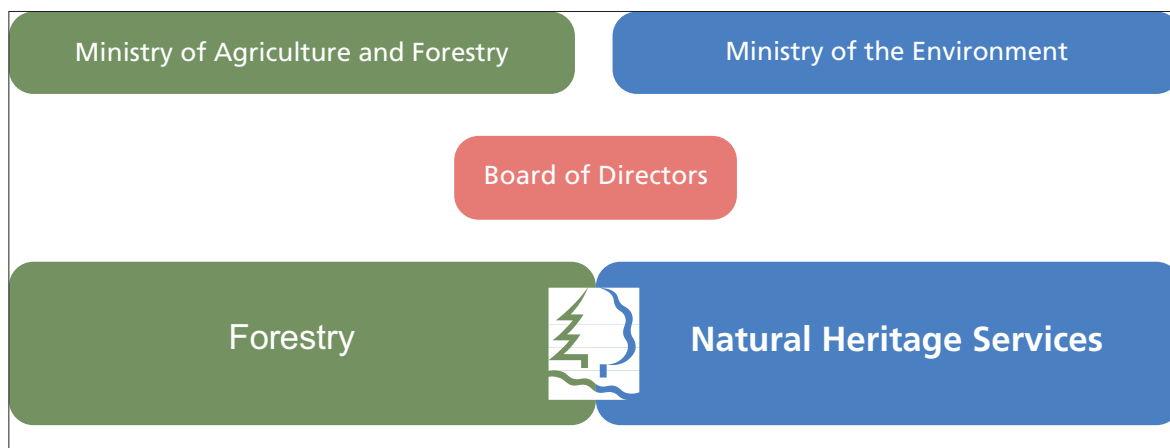 Ministry of Agriculture and Forestry
Ministry of the Environment
Board of Directors
Forestry
Natural Heritage Services